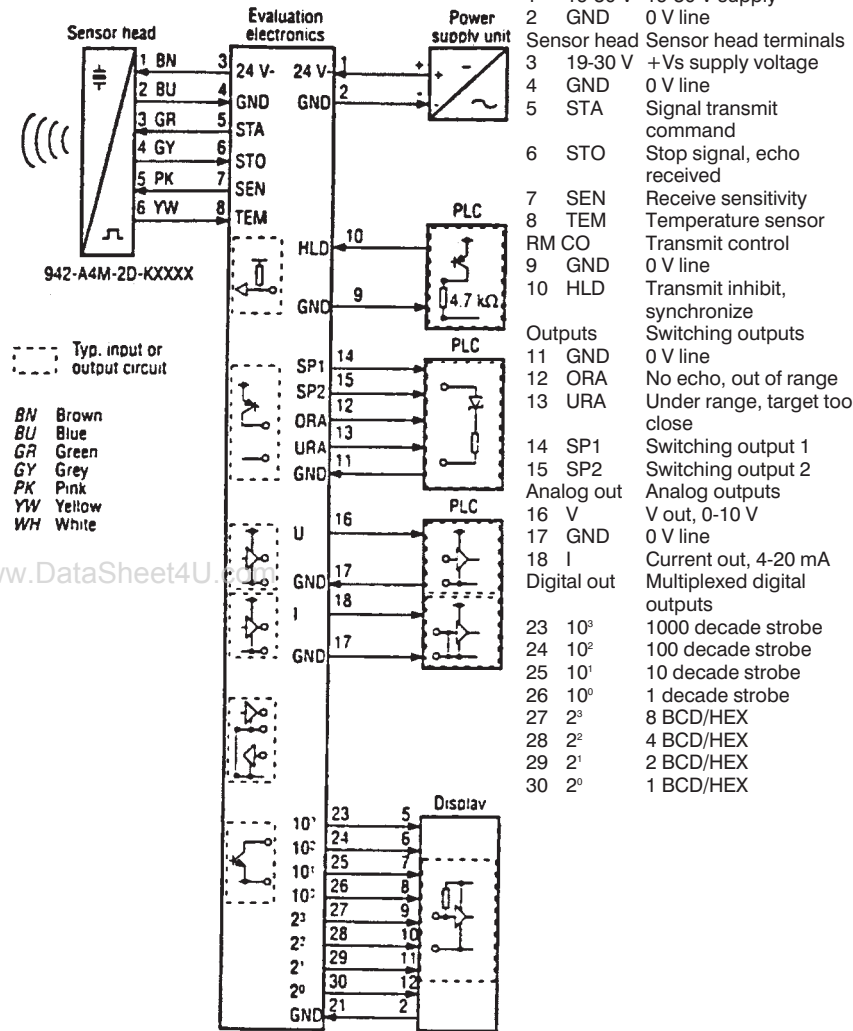 Evaluation
electronics
Power
supply unit
Sensor head
1 BN 3
24 V-
24 V-
1
+
+
-
2 BU 4
GND
GND
2
-
-
3 GR 5
STA
4 GY 6
STO
5 PK 7
SEN
6 YW 8
TEM
942-A4M-2D-KXXXX
PLC
HLD
10
GND
9
4.7 kΩ
Typ. input or
output circuit
BN Brown
BU Blue
GR Green
GY Grey
PK Pink
YW Yellow
WH White
PLC
SP1
14
SP2
15
ORA
12
URA
13
GND
11
PLC
U
16
GND
17
I
18
GND
17
ww.DataSheet4U.com
Display
23 5
24 6
25 7
10¹
26 8
2³
27 9
28 10
2¹
29 11
2⁰
30 12
GND
21 2
2 GND 0 V line
Sensor head Sensor head terminals
3 19-30 V +Vs supply voltage
4 GND 0 V line
5 STA Signal transmit
command
6 STO Stop signal, echo
received
7 SEN Receive sensitivity
8 TEM Temperature sensor
RM CO Transmit control
9 GND 0 V line
10 HLD Transmit inhibit,
synchronize
Outputs Switching outputs
11 GND 0 V line
12 ORA No echo, out of range
13 URA Under range, target too
close
14 SP1 Switching output 1
15 SP2 Switching output 2
Analog out Analog outputs
16 V V out, 0-10 V
17 GND 0 V line
18 I Current out, 4-20 mA
Digital out Multiplexed digital
outputs
23 10³ 1000 decade strobe
24 10² 100 decade strobe
25 10¹ 10 decade strobe
26 10⁰ 1 decade strobe
27 2³ 8 BCD/HEX
28 2² 4 BCD/HEX
29 2¹ 2 BCD/HEX
30 2⁰ 1 BCD/HEX